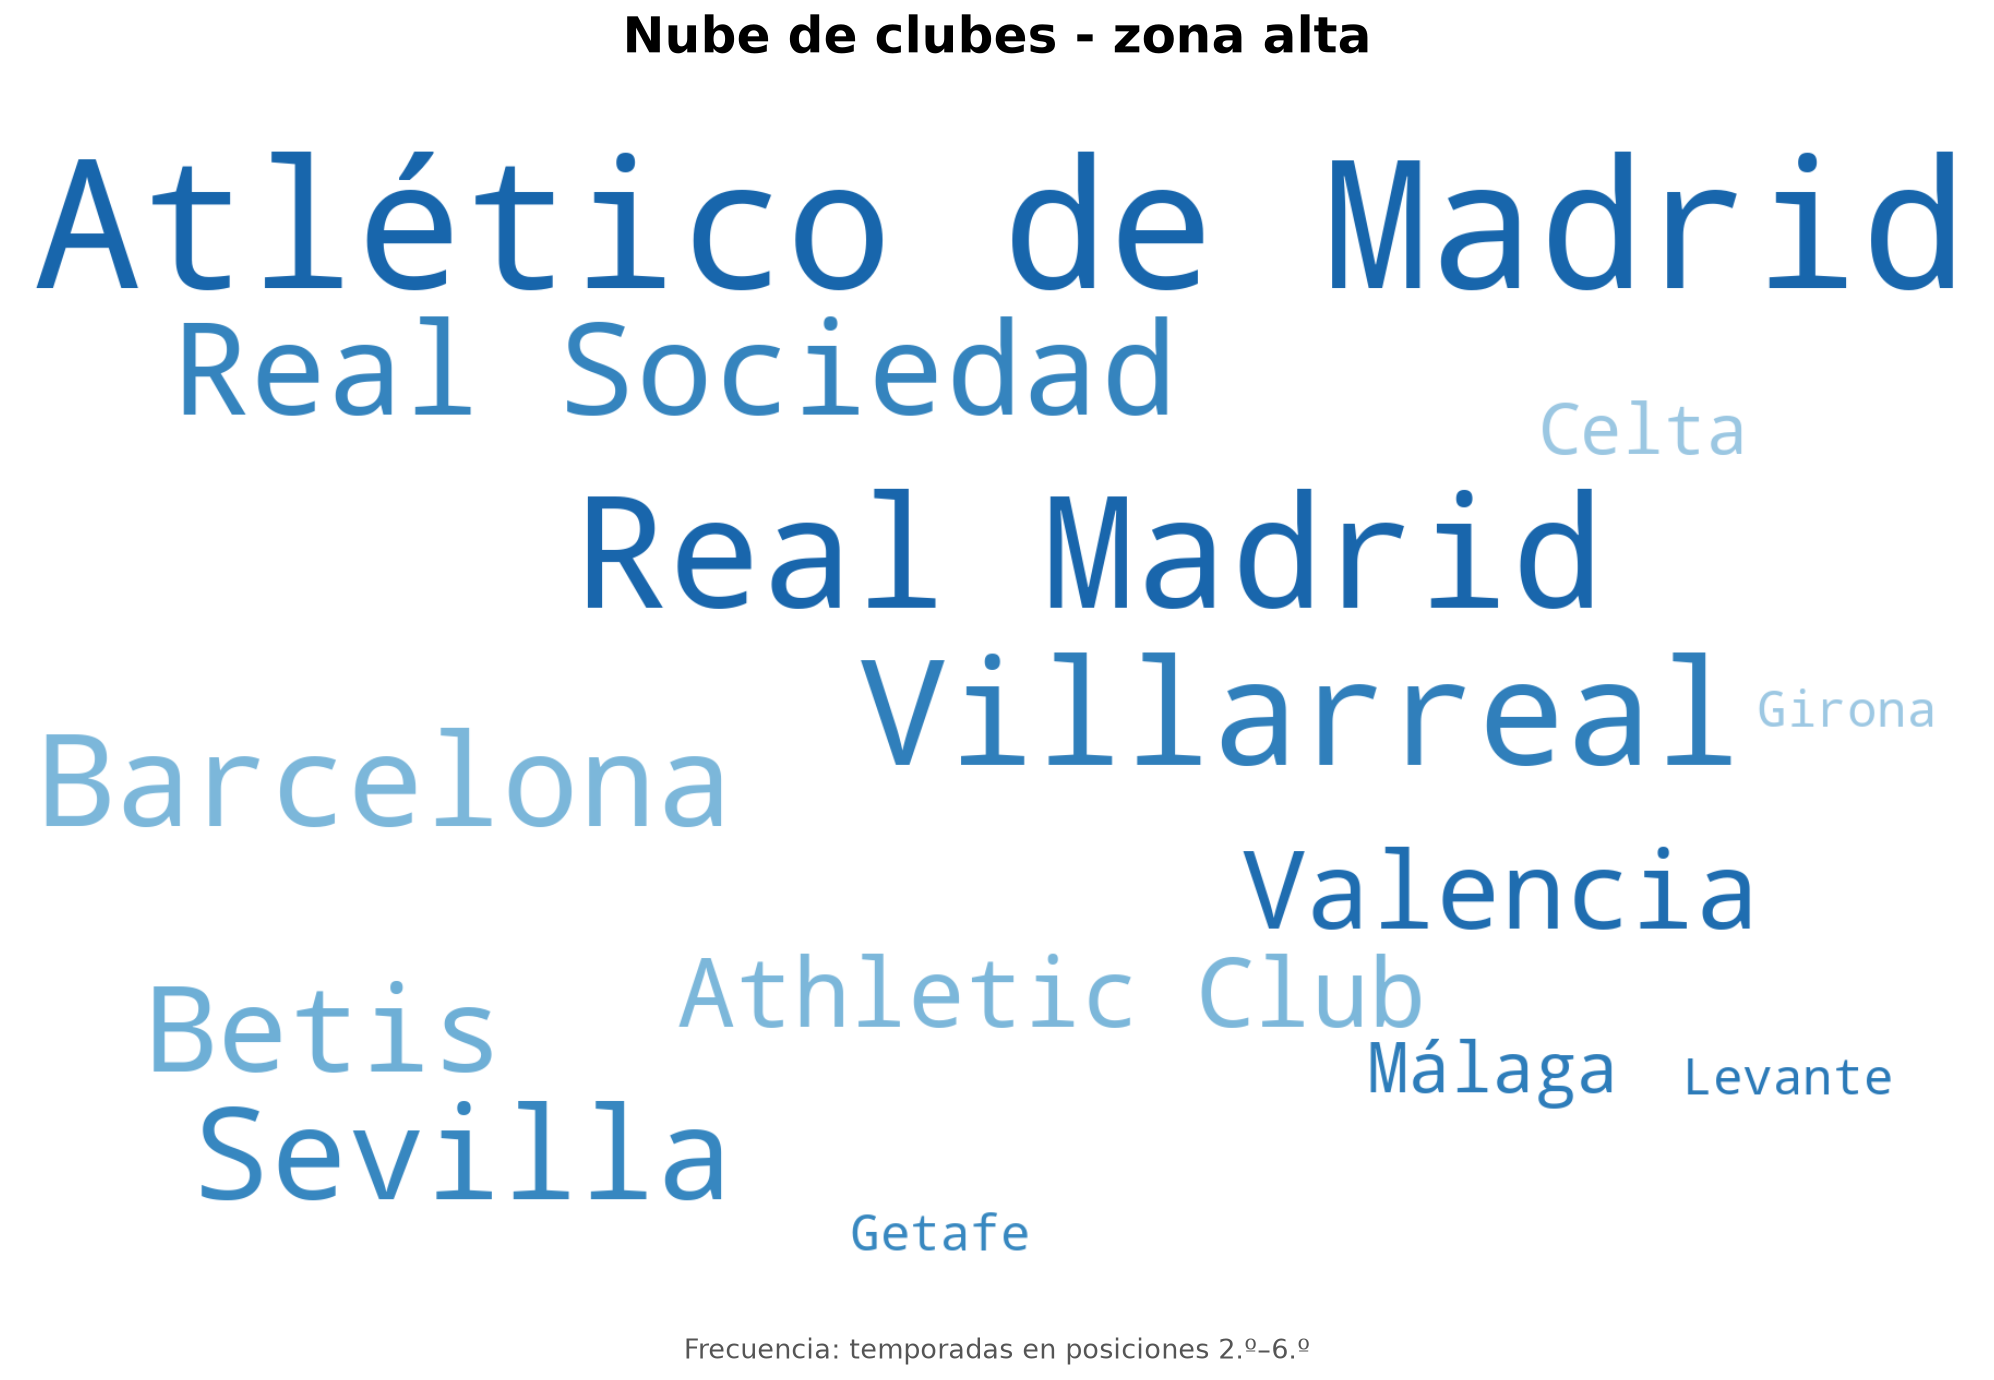 Nube de clubes - zona alta
Atlético de Madrid
Real Sociedad
Celta
Real Madrid
Villarreal
Girona
Barcelona
Valencia
Athletic Club
Betis
Málaga
Levante
Sevilla
Getafe
Frecuencia: temporadas en posiciones 2.º–6.º